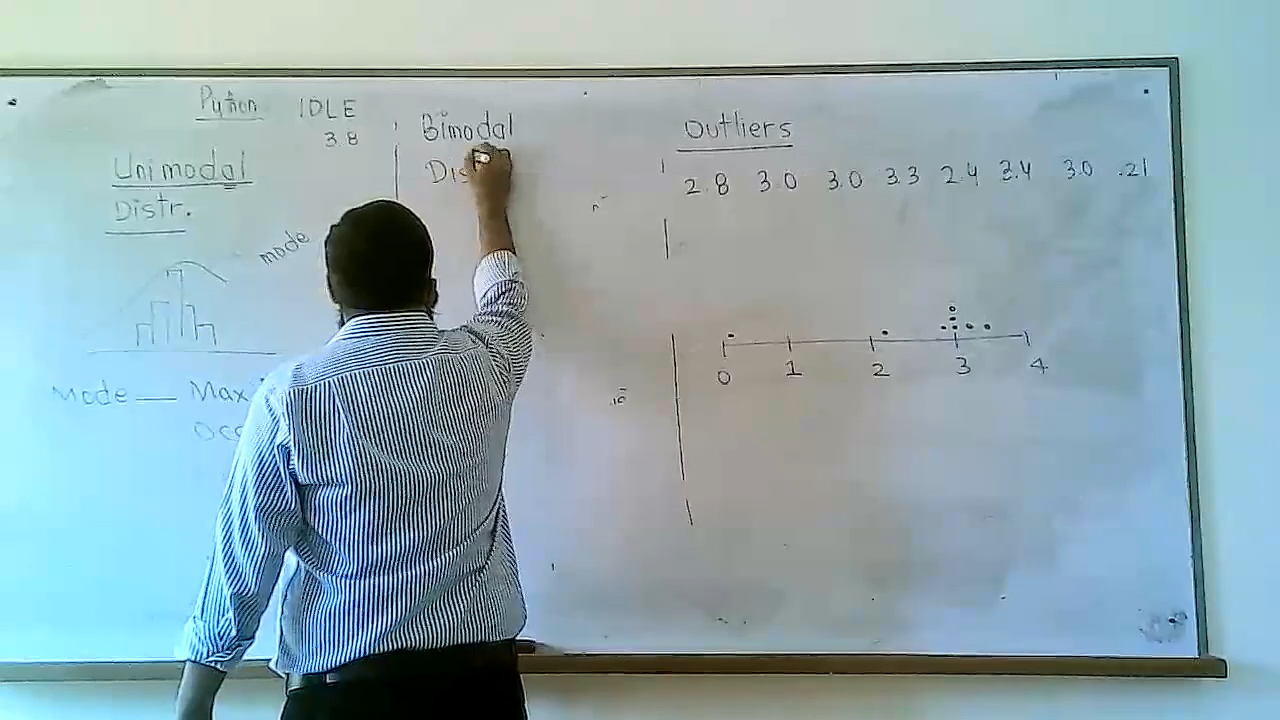 Python IDLE
3.8
Unimodal
Distr.
mode
Mode — Max
Occ
Bimodal
Dis
Outliers
2.8 3.0 3.0 3.3 2.4 3.4 3.0 .21
0 1 2 3 4